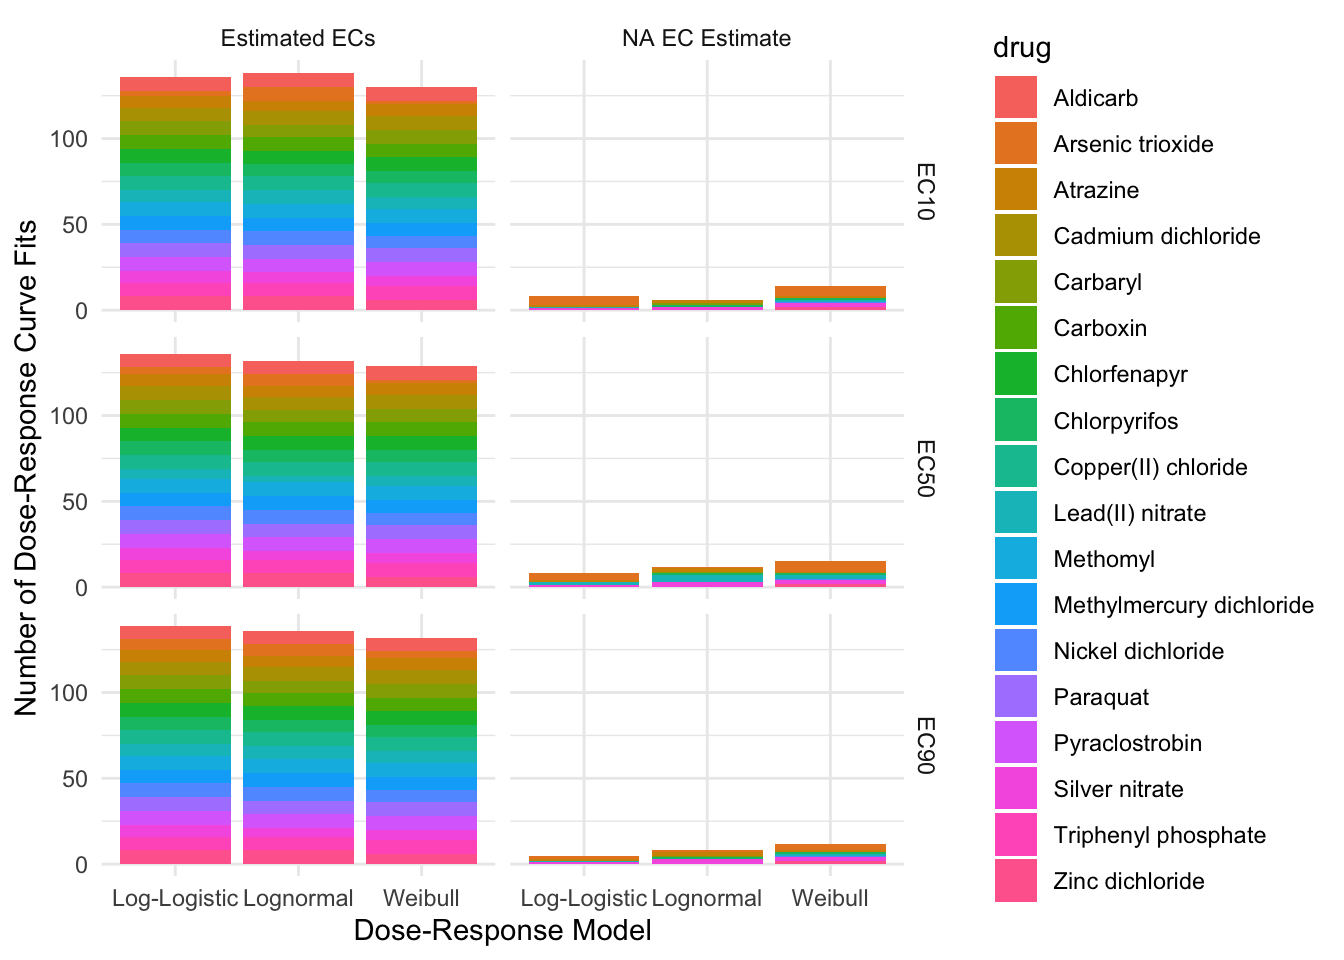 Estimated ECs
NA EC Estimate
Number of Dose-Response Curve Fits
100
50
0
EC10
100
50
0
EC50
100
50
0
EC90
Log-Logistic
Lognormal
Weibull
Log-Logistic
Lognormal
Weibull
Dose-Response Model
drug
Aldicarb
Arsenic trioxide
Atrazine
Cadmium dichloride
Carbaryl
Carboxin
Chlorfenapyr
Chlorpyrifos
Copper(II) chloride
Lead(II) nitrate
Methomyl
Methylmercury dichloride
Nickel dichloride
Paraquat
Pyraclostrobin
Silver nitrate
Triphenyl phosphate
Zinc dichloride